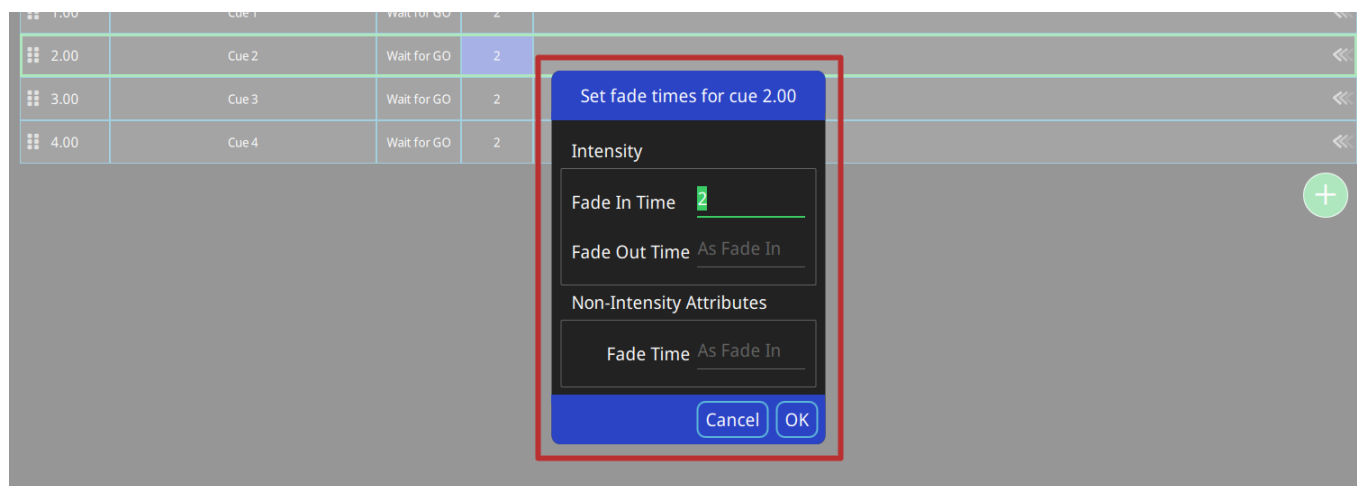 1.00 Cue 1 Wait for GO 2
2.00 Cue 2 Wait for GO 2
3.00 Cue 3 Wait for GO 2
4.00 Cue 4 Wait for GO 2
Set fade times for cue 2.00
Intensity
Fade In Time 2
Fade Out Time As Fade In
Non-Intensity Attributes
Fade Time As Fade In
Cancel OK